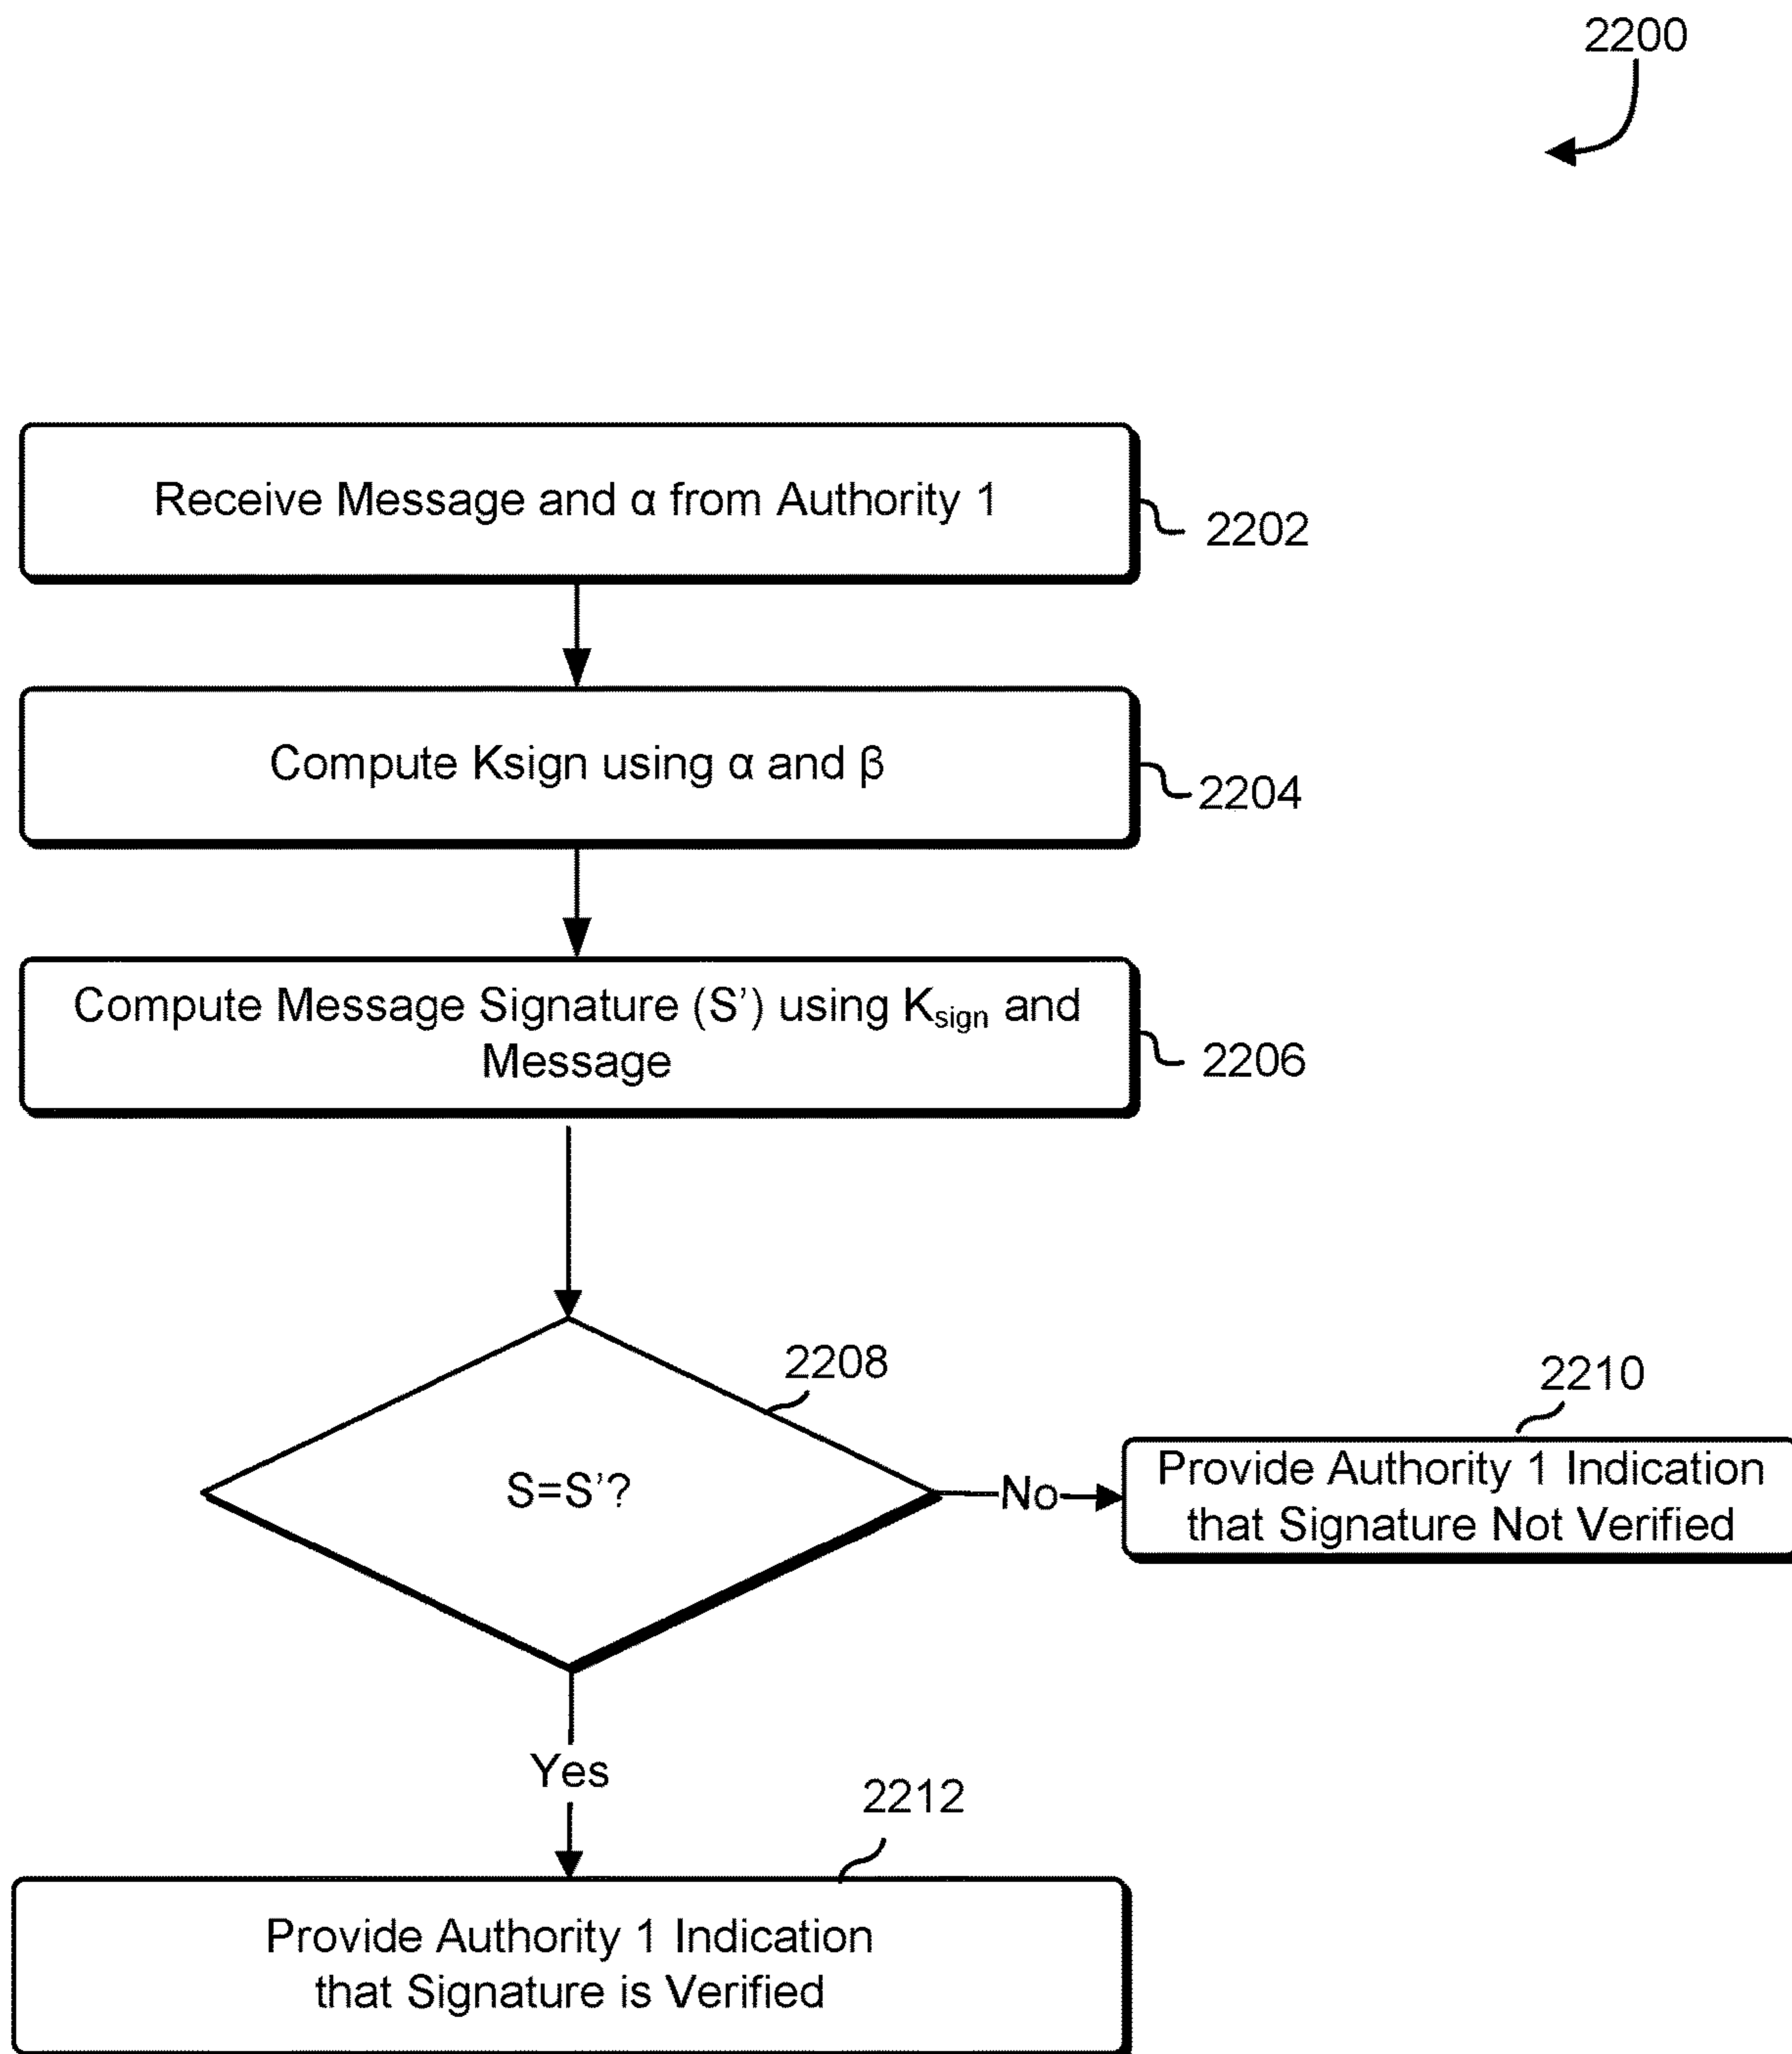 2200
Receive Message and α from Authority 1
2202
Compute Ksign using α and β
2204
Compute Message Signature (S’) using Ksign and
Message
2206
2208
S=S’?
No
2210
Provide Authority 1 Indication
that Signature Not Verified
Yes
2212
Provide Authority 1 Indication
that Signature is Verified